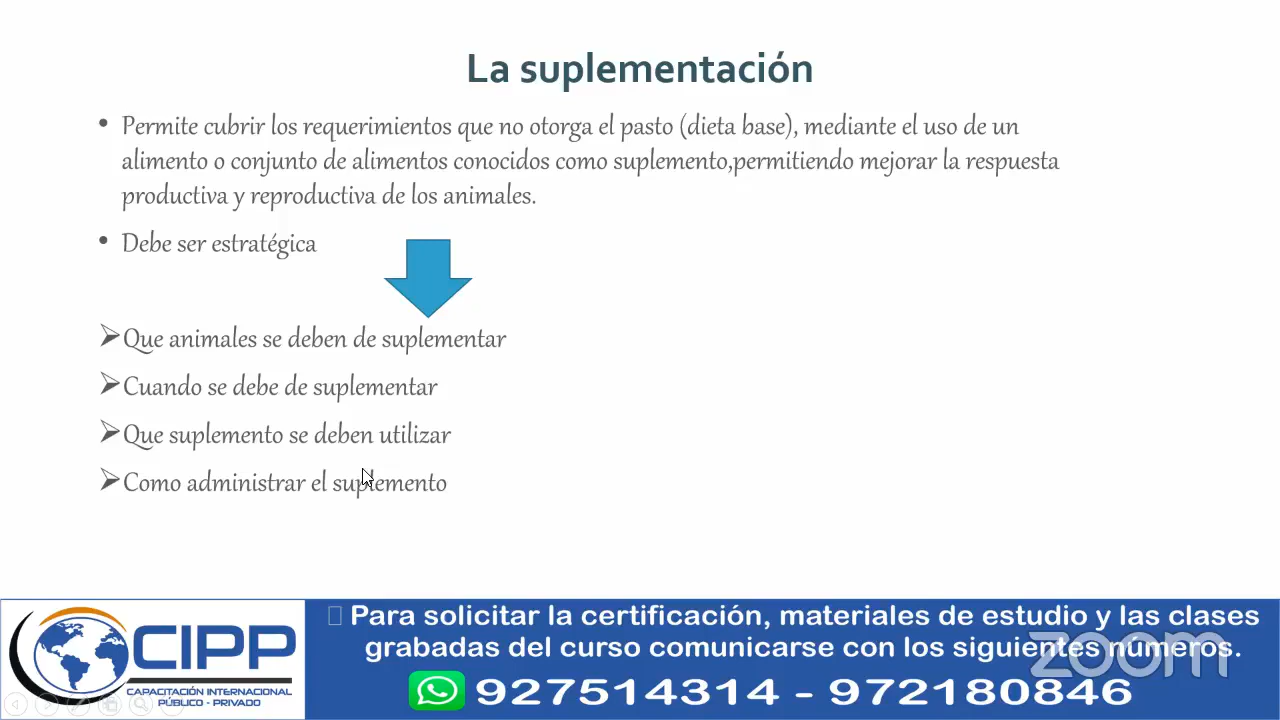 La suplementación
• Permite cubrir los requerimientos que no otorga el pasto (dieta base), mediante el uso de un
alimento o conjunto de alimentos conocidos como suplemento,permitiendo mejorar la respuesta
productiva y reproductiva de los animales.
• Debe ser estratégica
➢Que animales se deben de suplementar
➢Cuando se debe de suplementar
➢Que suplemento se deben utilizar
➢Como administrar el suplemento
CIPP
CAPACITACIÓN INTERNACIONAL
PÚBLICO - PRIVADO
Para solicitar la certificación, materiales de estudio y las clases
grabadas del curso comunicarse con los siguientes números.
zoom
927514314 - 972180846